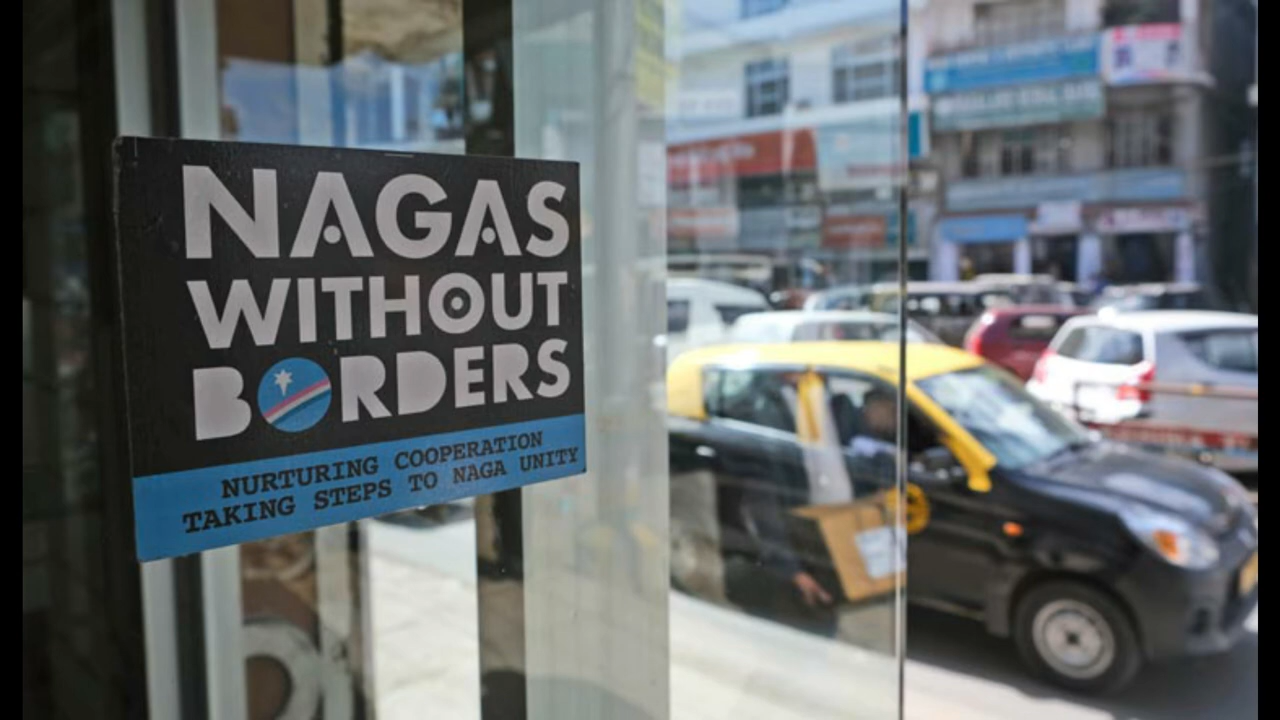 NAGAS
WITHOUT
BORDERS
NURTURING COOPERATION
TAKING STEPS TO NAGA UNITY